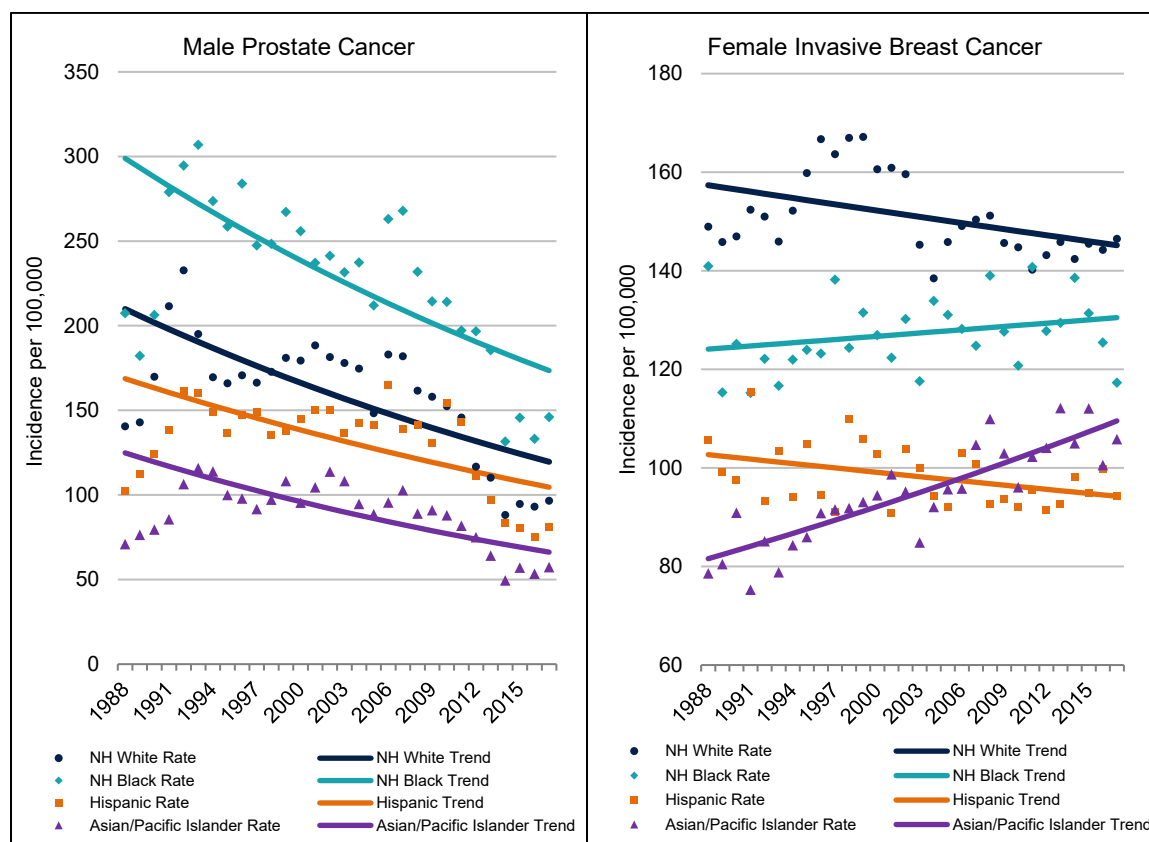 Male Prostate Cancer
Incidence per 100,000
350
300
250
200
150
100
50
0
1988
1991
1994
1997
2000
2003
2006
2009
2012
2015
NH White Rate
NH White Trend
NH Black Rate
NH Black Trend
Hispanic Rate
Hispanic Trend
Asian/Pacific Islander Rate
Asian/Pacific Islander Trend
Female Invasive Breast Cancer
Incidence per 100,000
180
160
140
120
100
80
60
1988
1991
1994
1997
2000
2003
2006
2009
2012
2015
NH White Rate
NH White Trend
NH Black Rate
NH Black Trend
Hispanic Rate
Hispanic Trend
Asian/Pacific Islander Rate
Asian/Pacific Islander Trend